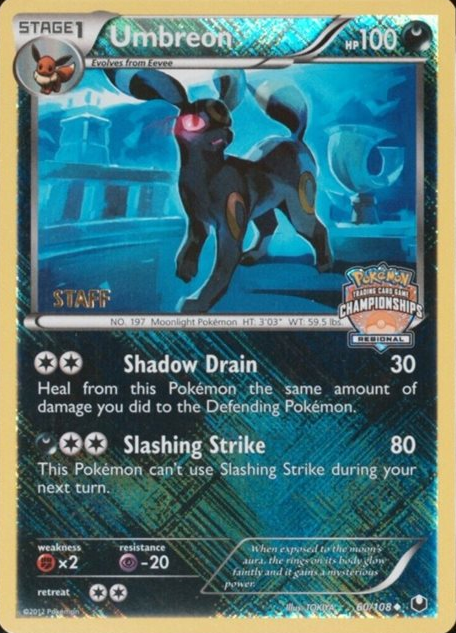 STAGE1
Umbreon
HP100
Evolves from Eevee
STAFF
Pokémon
TRADING CARD GAME
CHAMPIONSHIPS
REGIONAL
NO. 197 Moonlight Pokémon HT: 3'03" WT: 59.5 lbs.
Shadow Drain 30
Heal from this Pokémon the same amount of
damage you did to the Defending Pokémon.
Slashing Strike 80
This Pokémon can't use Slashing Strike during your
next turn.
weakness resistance
×2 -20
retreat
When exposed to the moon's
aura, the rings on its body glow
faintly and it gains a mysterious
power.
©2012 Pokémon
Illus. TOKIYA
60/108